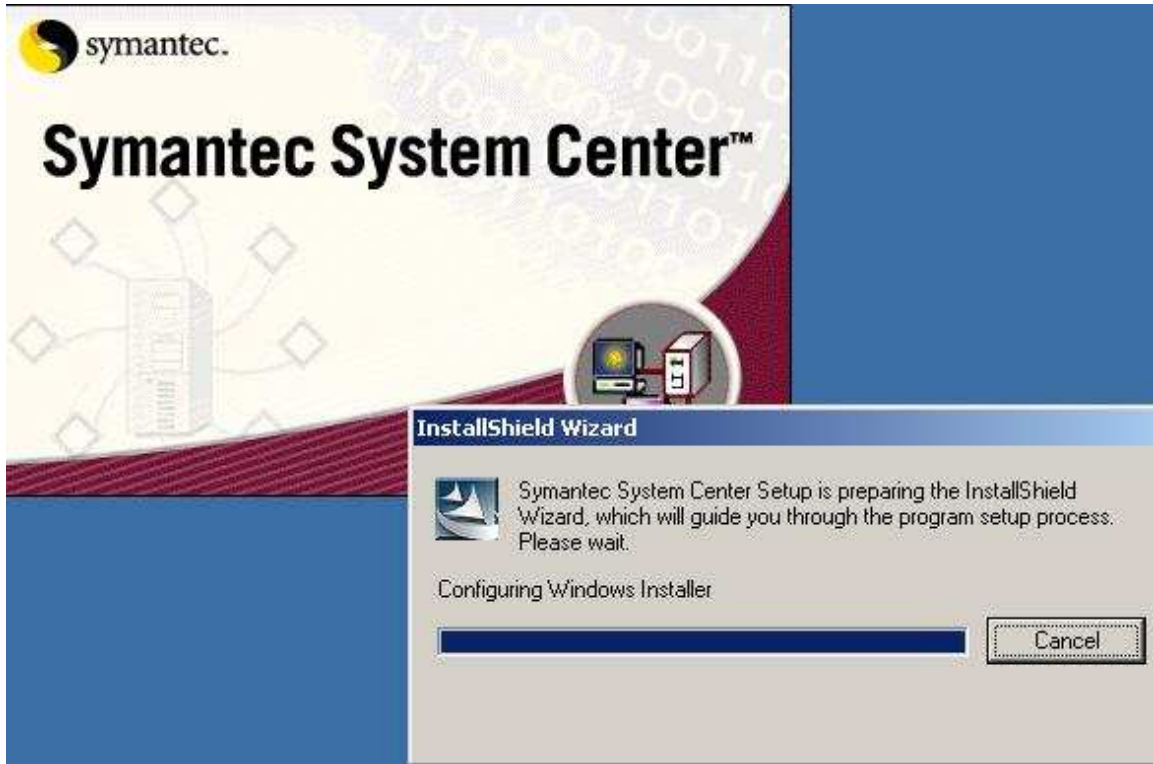 symantec.
Symantec System Center™
InstallShield Wizard
Symantec System Center Setup is preparing the InstallShield
Wizard, which will guide you through the program setup process.
Please wait.
Configuring Windows Installer
Cancel